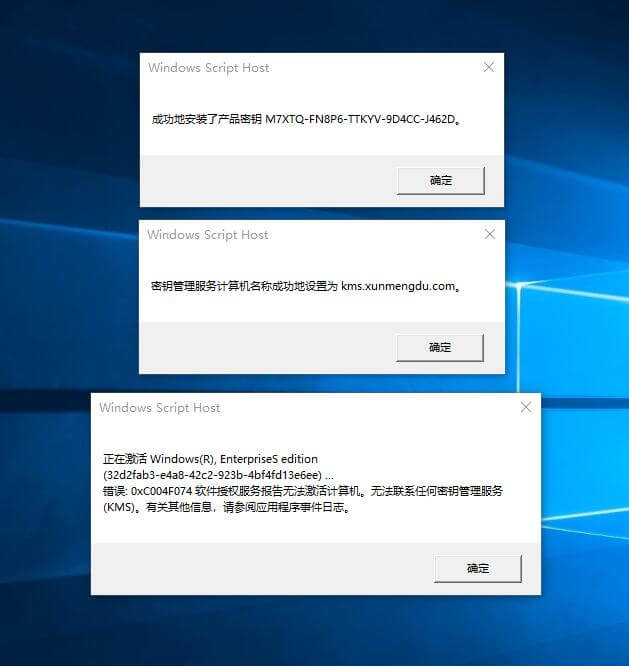 Windows Script Host
成功地安装了产品密钥 M7XTQ-FN8P6-TTKYV-9D4CC-J462D。
确定
Windows Script Host
密钥管理服务计算机名称成功地设置为 kms.xunmengdu.com。
确定
Windows Script Host
正在激活 Windows(R), EnterpriseS edition
(32d2fab3-e4a8-42c2-923b-4bf4fd13e6ee) ...
错误: 0xC004F074 软件授权服务报告无法激活计算机。无法联系任何密钥管理服务
(KMS)。有关其他信息，请参阅应用程序事件日志。
确定